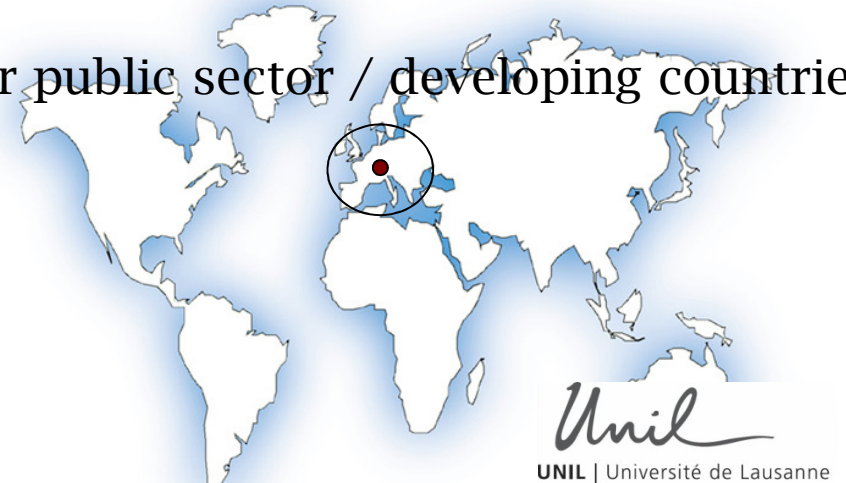 r public sector / developing countrie
Unil
UNIL | Université de Lausanne